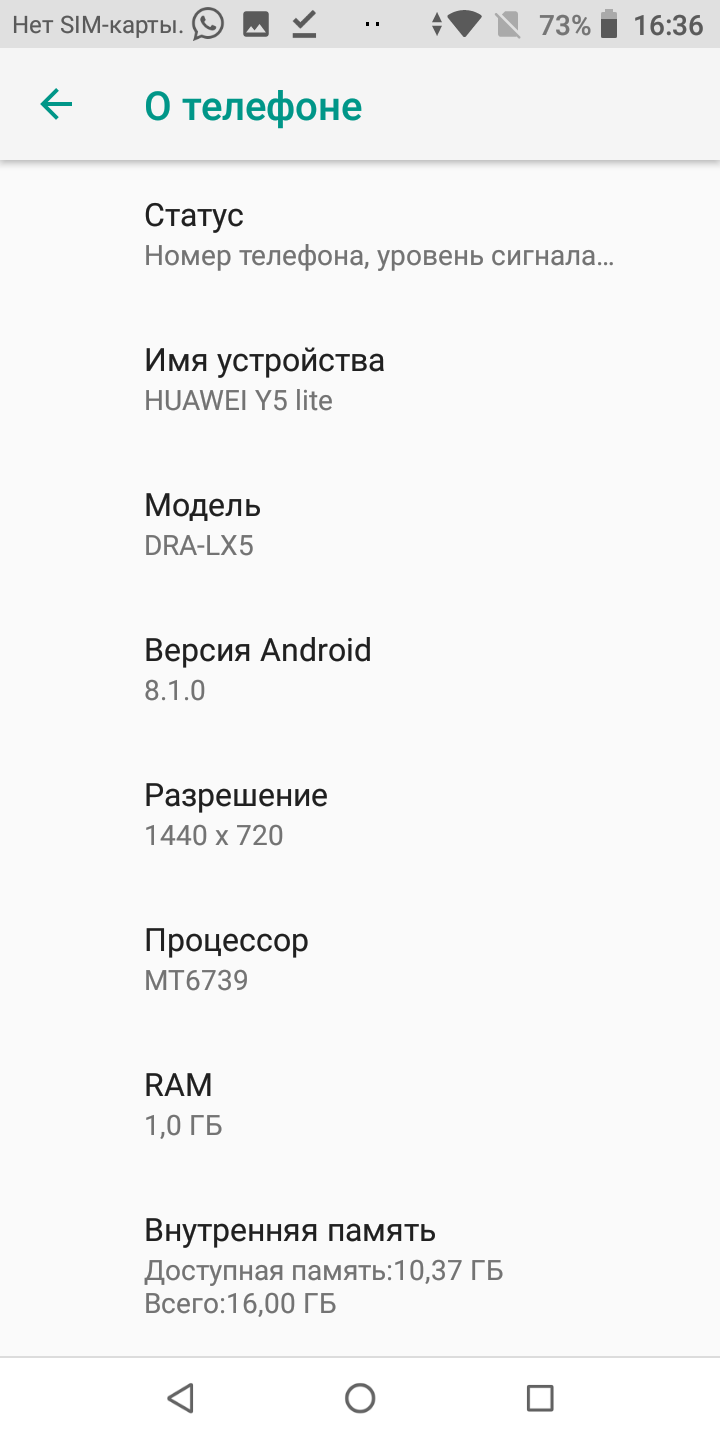 Нет SIM-карты. 73% 16:36
О телефоне
Статус
Номер телефона, уровень сигнала…
Имя устройства
HUAWEI Y5 lite
Модель
DRA-LX5
Версия Android
8.1.0
Разрешение
1440 x 720
Процессор
MT6739
RAM
1,0 ГБ
Внутренняя память
Доступная память:10,37 ГБ
Всего:16,00 ГБ